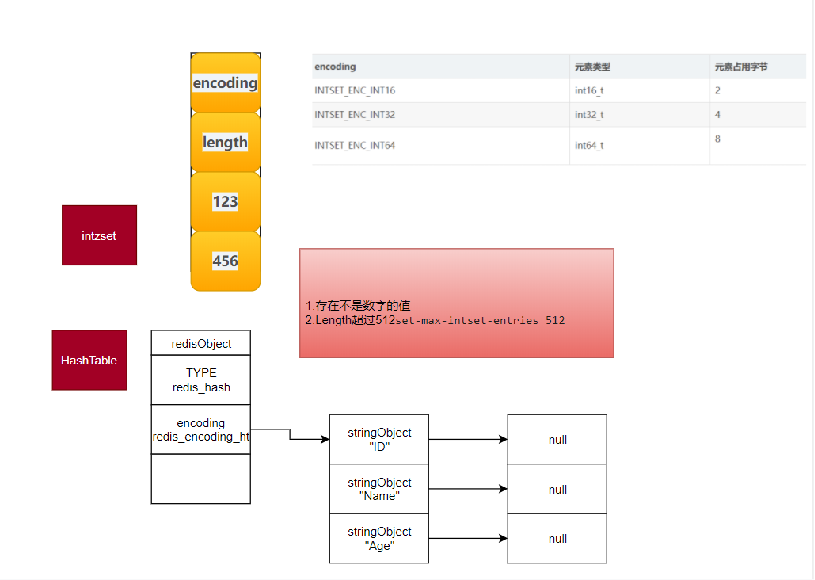 encoding
length
123
456
encoding 元素类型 元素占用字节
INTSET_ENC_INT16 int16_t 2
INTSET_ENC_INT32 int32_t 4
INTSET_ENC_INT64 int64_t 8
intzset
1.存在不是数字的值
2.Length超过512set-max-intset-entries 512
HashTable
redisObject
TYPE
redis_hash
encoding
redis_encoding_ht
stringObject
"ID"
null
stringObject
"Name"
null
stringObject
"Age"
null